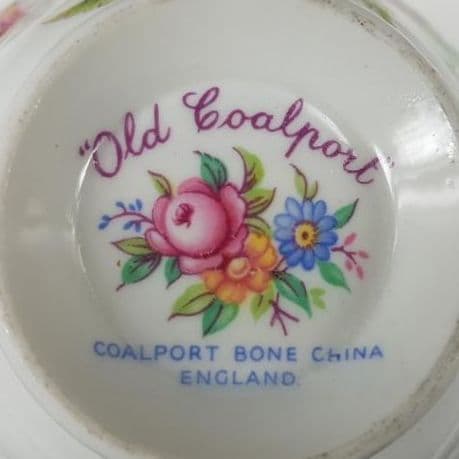 "Old Coalport"
COALPORT BONE CHINA
ENGLAND.